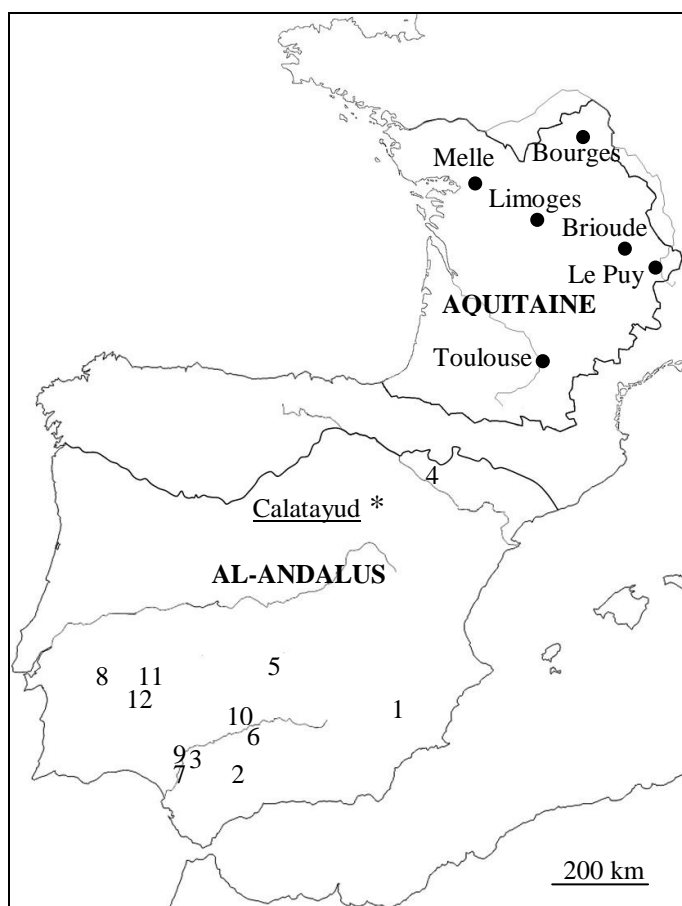 Melle
Bourges
Limoges
Brioude
Le Puy
AQUITAINE
Toulouse
4
Calatayud *
AL-ANDALUS
5
8 11
12
1
10
6
9 3
7 2
200 km